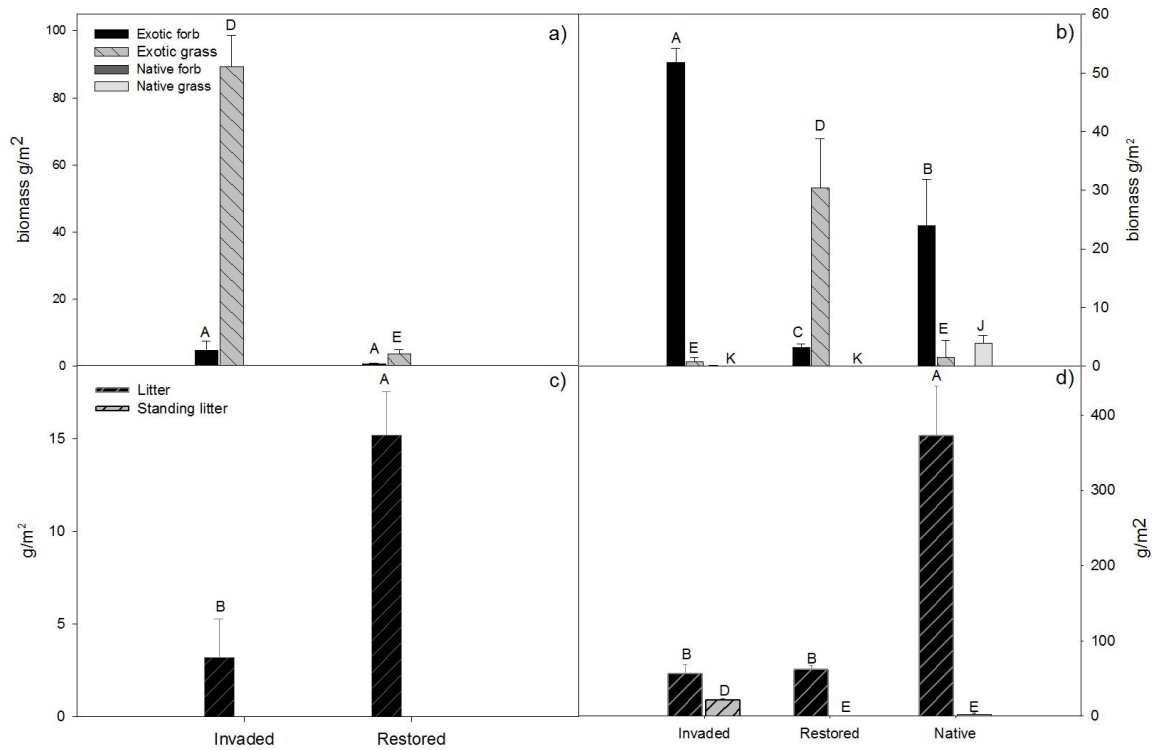 a)
Exotic forb
Exotic grass
Native forb
Native grass
biomass g/m2
100
80
60
40
20
0
A
D
A
E
b)
A
E
K
C
D
K
B
E
J
60
50
40
30
20
10
0
biomass g/m²
c)
Litter
Standing litter
g/m²
15
10
5
0
B
A
Invaded
Restored
d)
B
D
B
E
A
E
400
300
200
100
0
g/m2
Invaded
Restored
Native